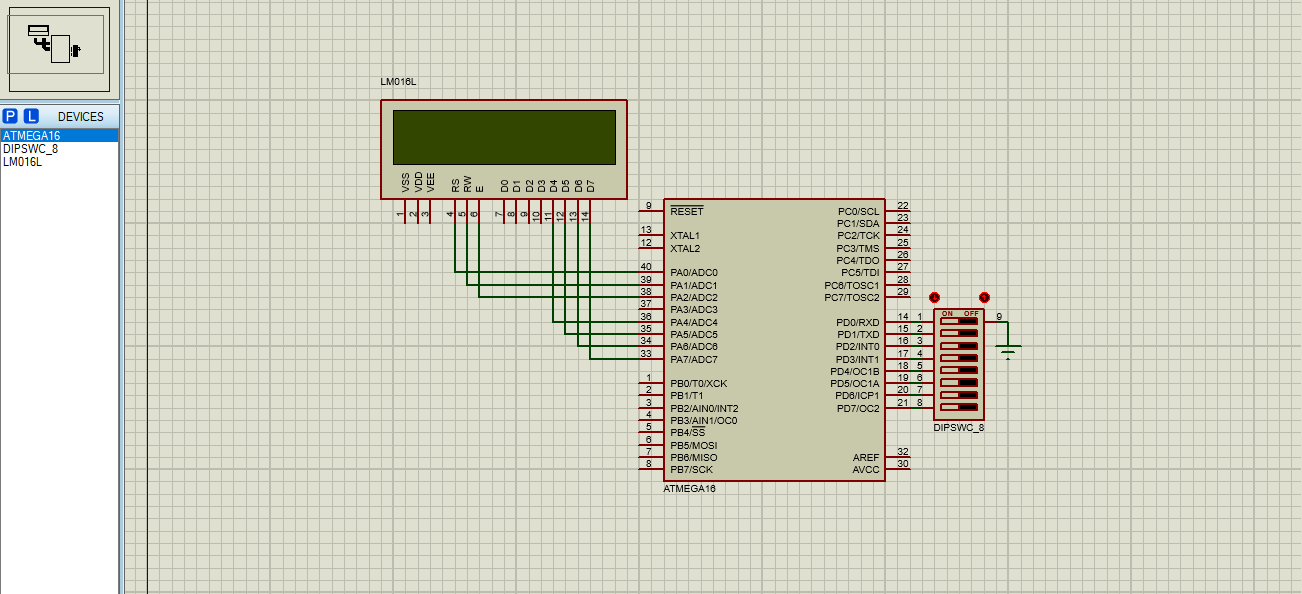 P L DEVICES
ATMEGA16
DIPSWC_8
LM016L
LM016L
VSS
VDD
VEE
RS
RW
E
D0
D1
D2
D3
D4
D5
D6
D7
1
2
3
4
5
6
7
8
9
10
11
12
13
14
9 RESET
13 XTAL1
12 XTAL2
40 PA0/ADC0
39 PA1/ADC1
38 PA2/ADC2
37 PA3/ADC3
36 PA4/ADC4
35 PA5/ADC5
34 PA6/ADC6
33 PA7/ADC7
1 PB0/T0/XCK
2 PB1/T1
3 PB2/AIN0/INT2
4 PB3/AIN1/OC0
5 PB4/SS
6 PB5/MOSI
7 PB6/MISO
8 PB7/SCK
PC0/SCL 22
PC1/SDA 23
PC2/TCK 24
PC3/TMS 25
PC4/TDO 26
PC5/TDI 27
PC6/TOSC1 28
PC7/TOSC2 29
PD0/RXD 14
PD1/TXD 15
PD2/INT0 16
PD3/INT1 17
PD4/OC1B 18
PD5/OC1A 19
PD6/ICP1 20
PD7/OC2 21
AREF 32
AVCC 30
ATMEGA16
ON OFF
1
2
3
4
5
6
7
8
9
DIPSWC_8